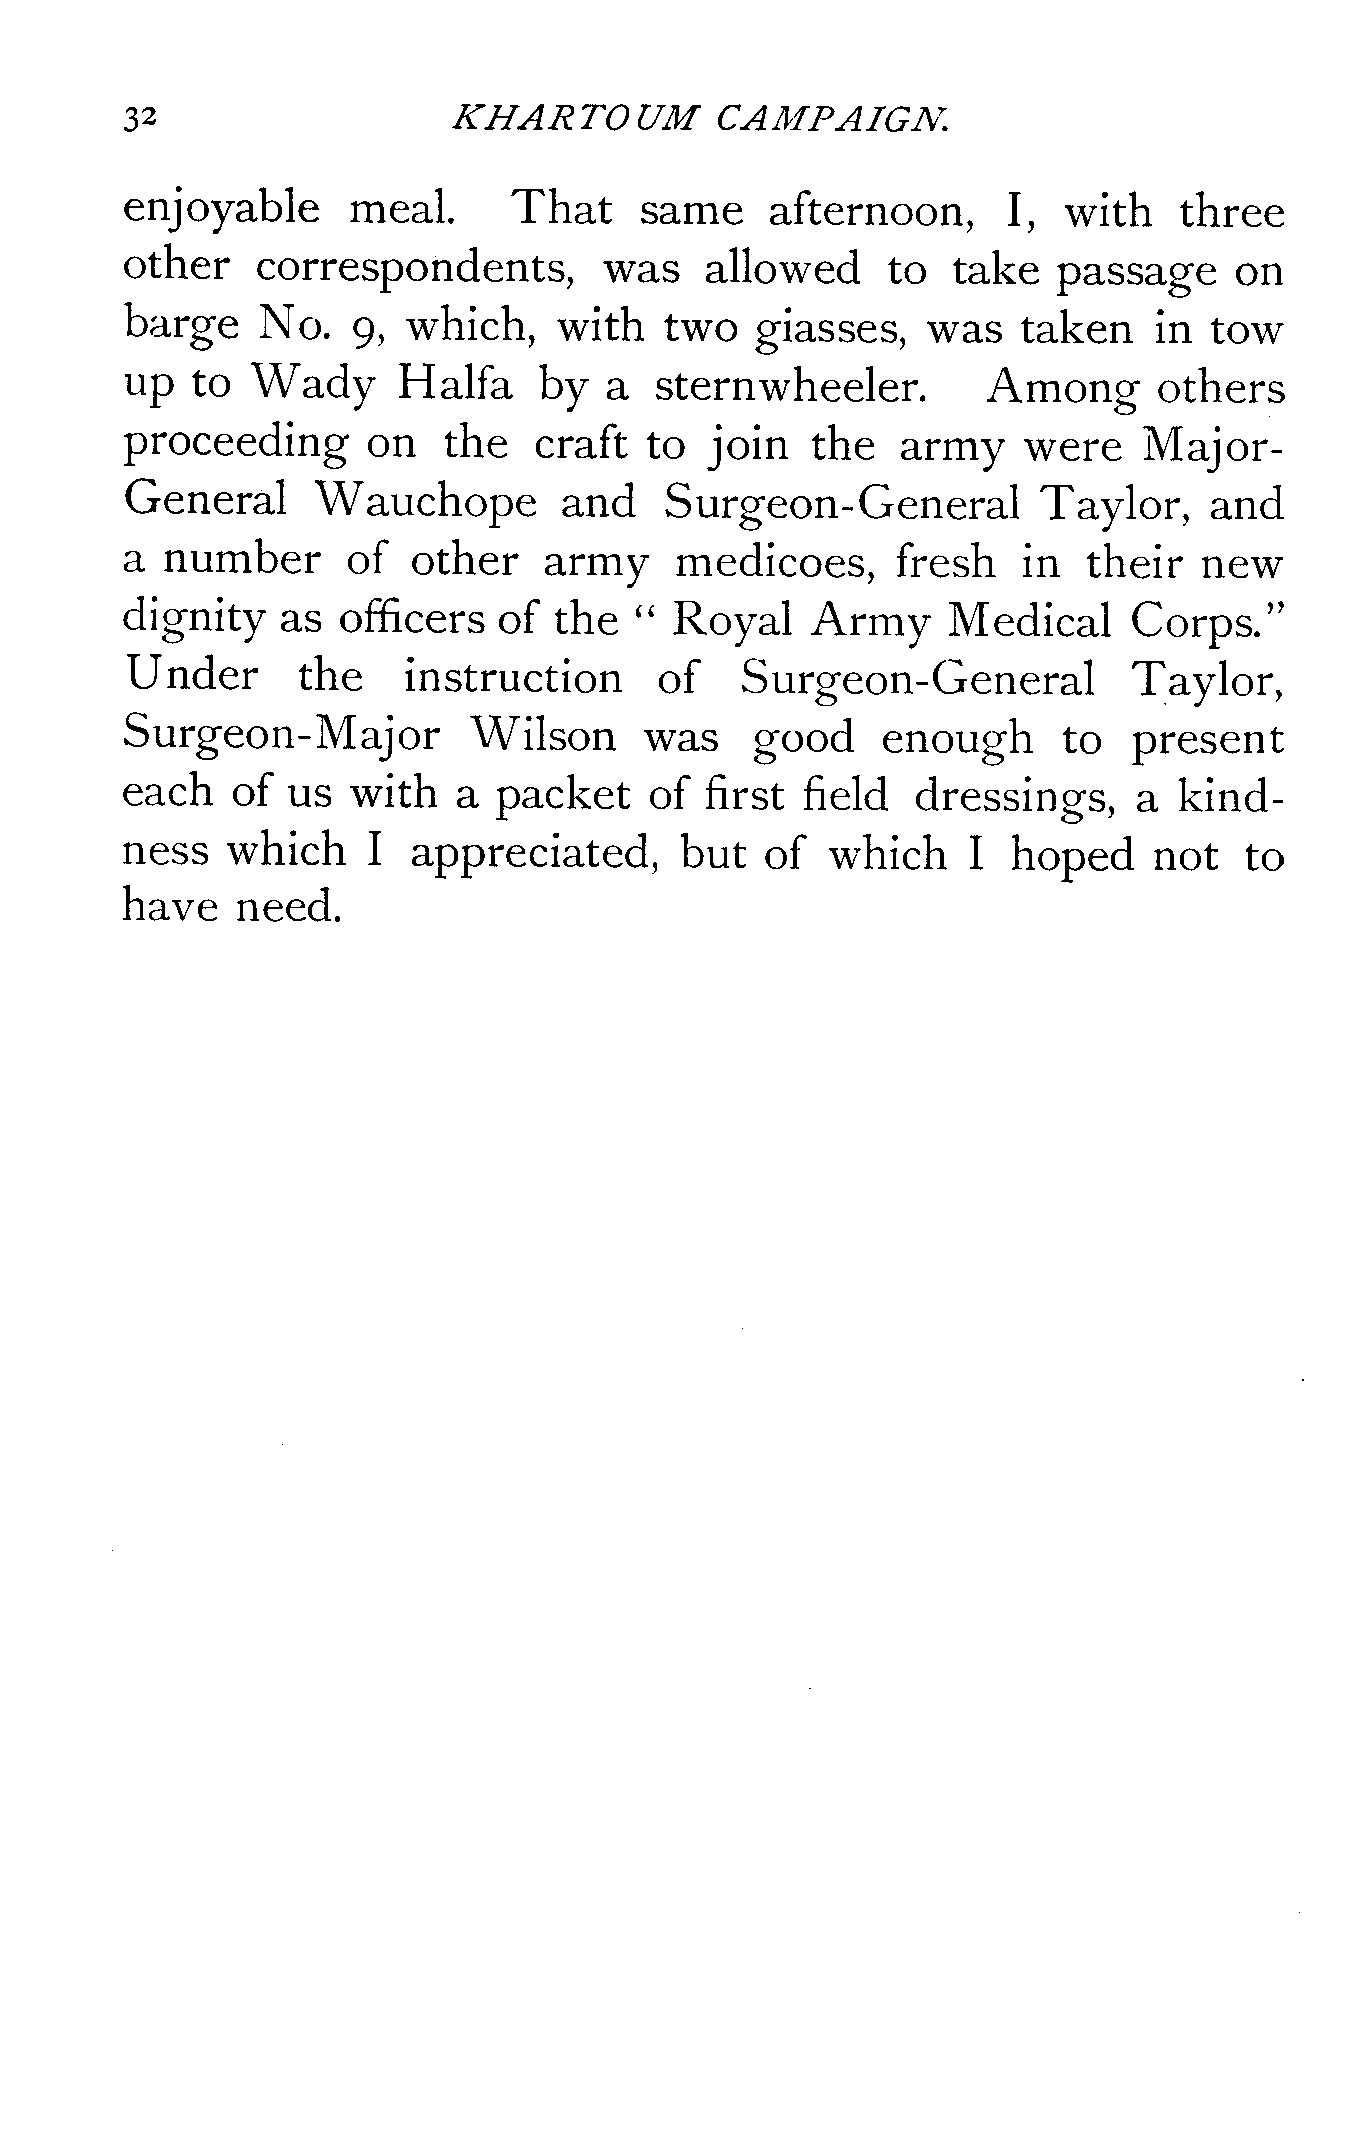 32 KHARTOUM CAMPAIGN.
enjoyable meal. That same afternoon, I, with three
other correspondents, was allowed to take passage on
barge No. 9, which, with two giasses, was taken in tow
up to Wady Halfa by a sternwheeler. Among others
proceeding on the craft to join the army were Major-
General Wauchope and Surgeon-General Taylor, and
a number of other army medicoes, fresh in their new
dignity as officers of the “ Royal Army Medical Corps.”
Under the instruction of Surgeon-General Taylor,
Surgeon-Major Wilson was good enough to present
each of us with a packet of first field dressings, a kind-
ness which I appreciated, but of which I hoped not to
have need.